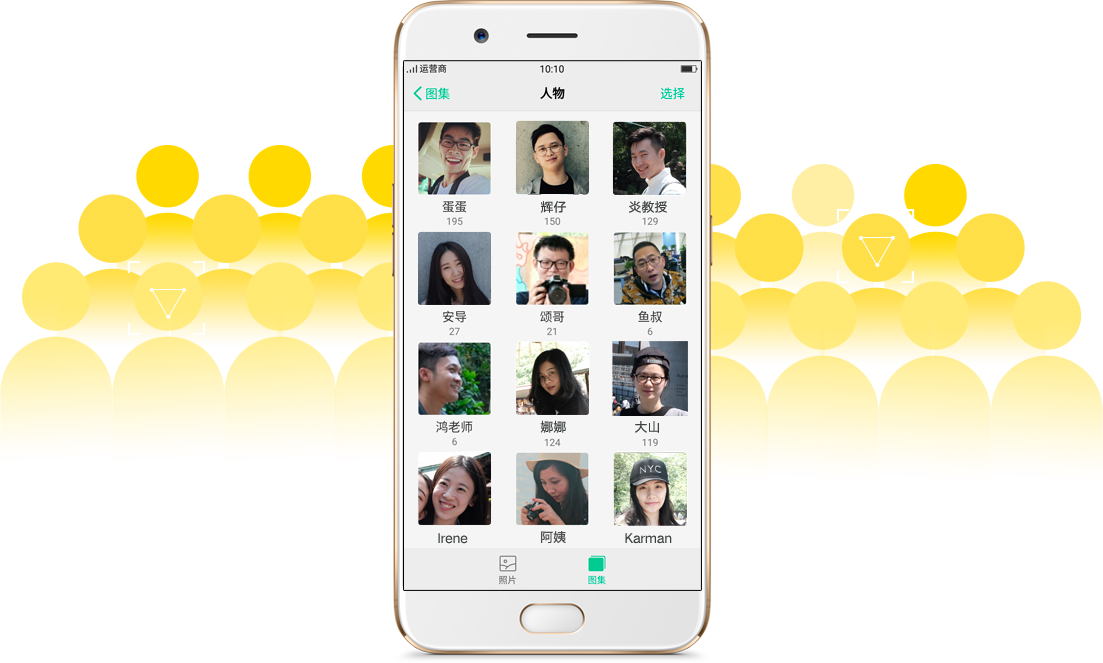 运营商 10:10
图集 人物 选择
蛋蛋 辉仔 炎教授
195 150 129
安导 颂哥 鱼叔
27 21 6
鸿老师 娜娜 大山
6 124 119
NYC
Irene 阿姨 Karman
照片 图集